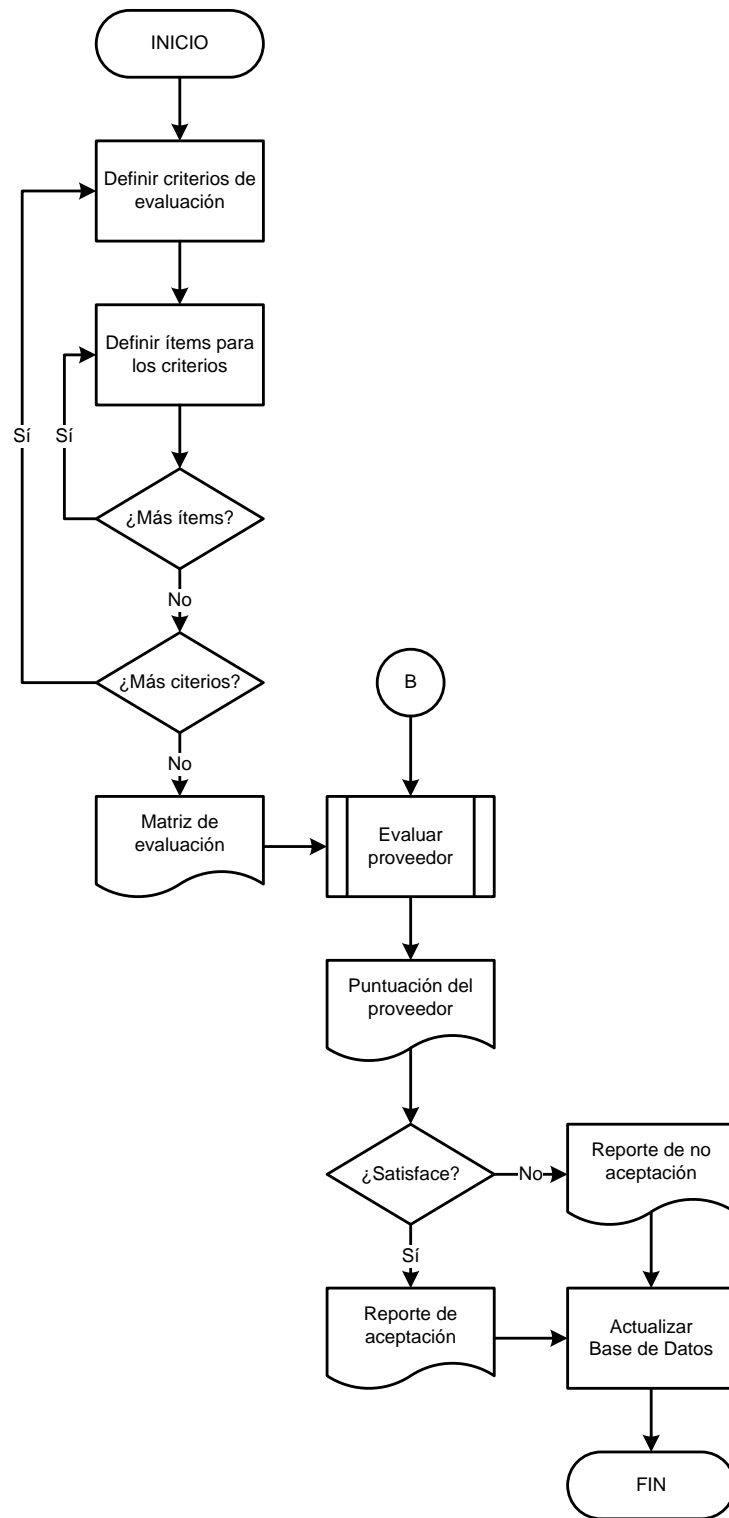 INICIO
Definir criterios de
evaluación
Definir ítems para
los criterios
Sí
Sí
¿Más ítems?
No
¿Más citerios?
B
No
Matriz de
evaluación
Evaluar
proveedor
Puntuación del
proveedor
¿Satisface?
No
Reporte de no
aceptación
Sí
Reporte de
aceptación
Actualizar
Base de Datos
FIN